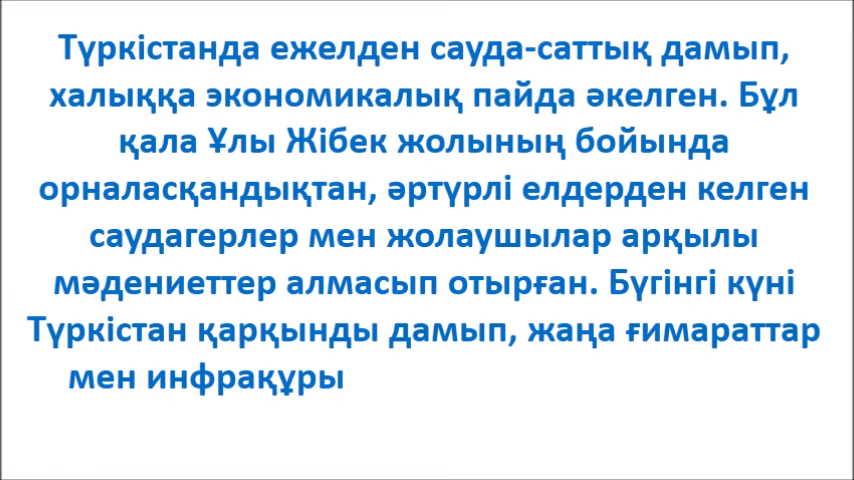 Түркістанда ежелден сауда-саттық дамып,
халыққа экономикалық пайда әкелген. Бұл
қала Ұлы Жібек жолының бойында
орналасқандықтан, әртүрлі елдерден келген
саудагерлер мен жолаушылар арқылы
мәдениеттер алмасып отырған. Бүгінгі күні
Түркістан қарқынды дамып, жаңа ғимараттар
мен инфрақұры